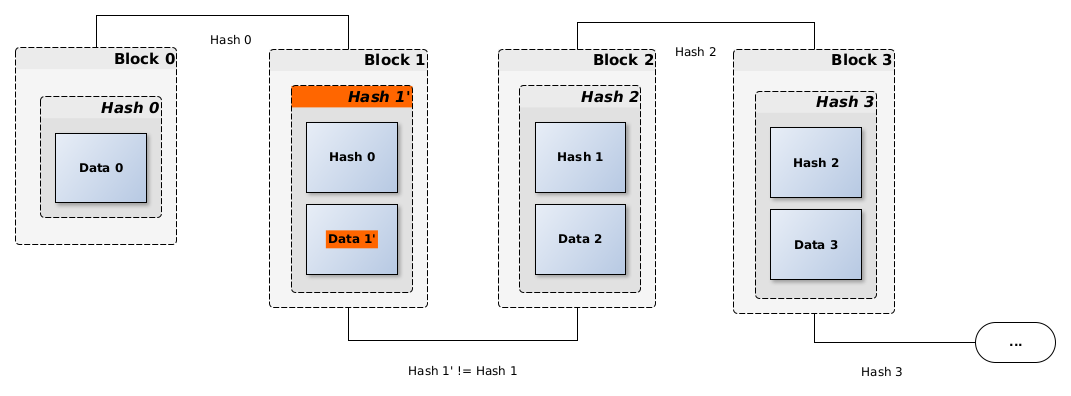 Hash 0
Block 0
Hash 0
Data 0
Block 1
Hash 1'
Hash 0
Data 1'
Hash 1' != Hash 1
Block 2
Hash 2
Hash 1
Data 2
Hash 2
Block 3
Hash 3
Hash 2
Data 3
Hash 3
...